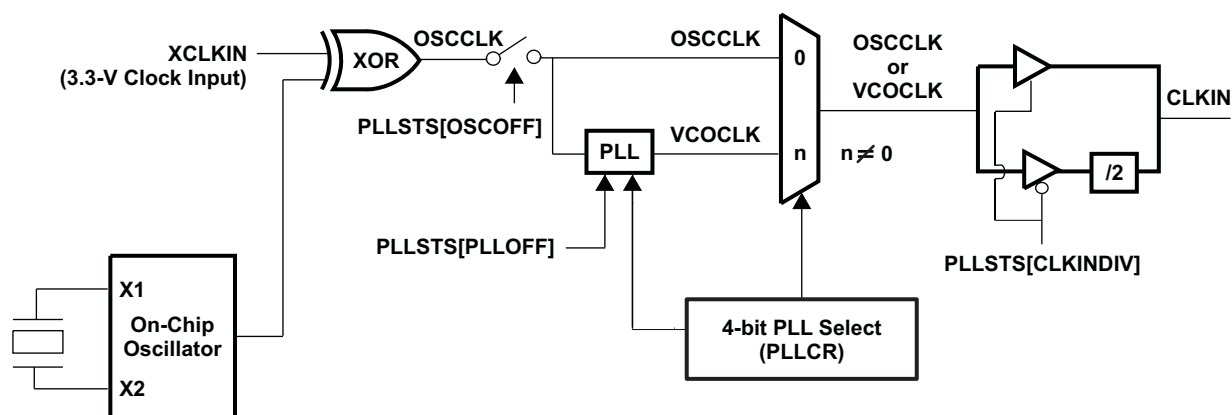 XCLKIN
(3.3-V Clock Input)
XOR
OSCCLK
PLLSTS[OSCOFF]
OSCCLK
0
OSCCLK
or
VCOCLK
CLKIN
PLL
VCOCLK
n
n ≠ 0
/2
PLLSTS[PLLOFF]
PLLSTS[CLKINDIV]
X1
On-Chip
Oscillator
X2
4-bit PLL Select
(PLLCR)